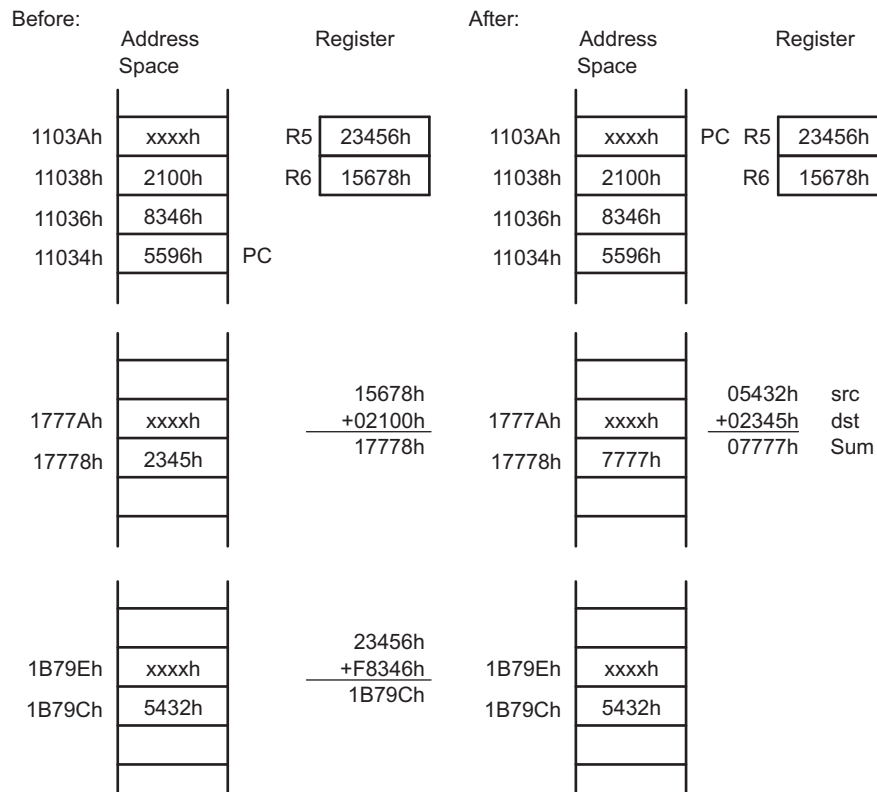 Before:
Address Space
Register
1103Ah xxxxh R5 23456h
11038h 2100h R6 15678h
11036h 8346h
11034h 5596h PC
15678h
1777Ah xxxxh +02100h
17778h 2345h 17778h
23456h
1B79Eh xxxxh +F8346h
1B79Ch 5432h 1B79Ch
After:
Address Space
Register
1103Ah xxxxh PC R5 23456h
11038h 2100h R6 15678h
11036h 8346h
11034h 5596h
05432h src
1777Ah xxxxh +02345h dst
17778h 7777h 07777h Sum
1B79Eh xxxxh
1B79Ch 5432h